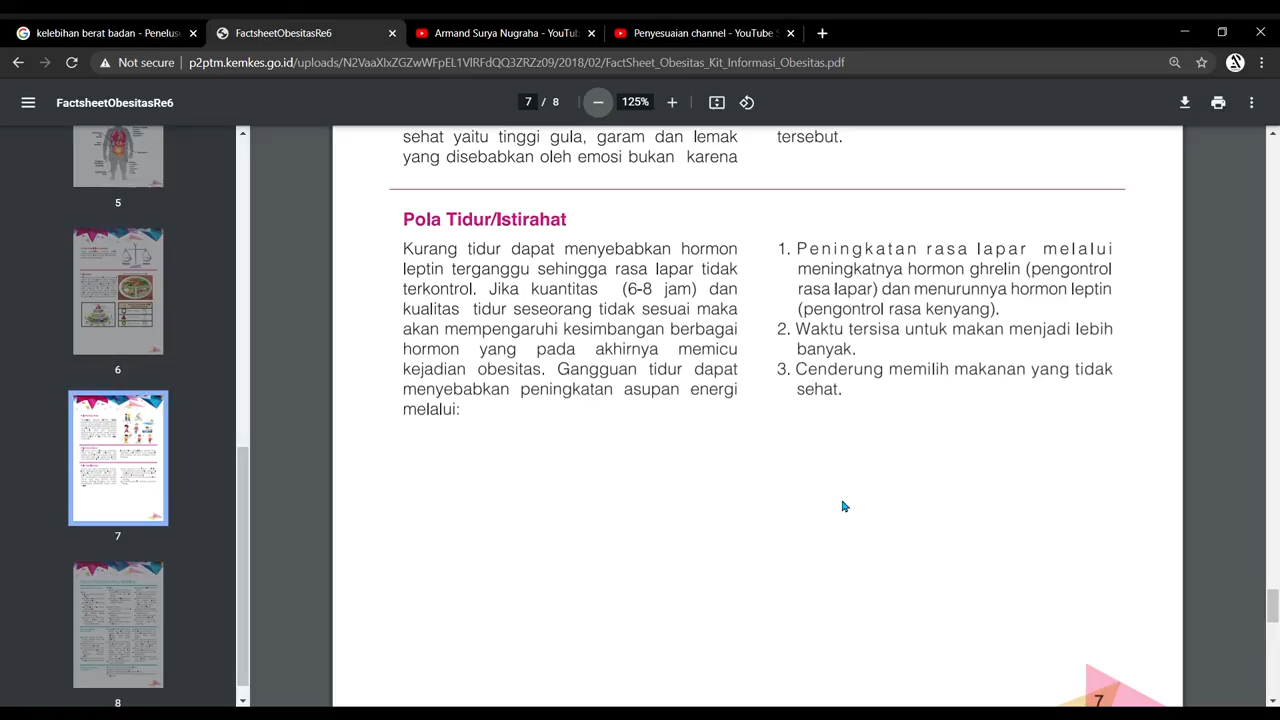 kelebihan berat badan - Penelusu
FactsheetObesitasRe6
Armand Surya Nugraha - YouTu
Penyesuaian channel - YouTube S
Not secure
p2ptm.kemkes.go.id/uploads/N2VaaXIxZGZwWFpEL1VlRFdQQ3ZRZz09/2018/02/FactSheet_Obesitas_Kit_Informasi_Obesitas.pdf
FactsheetObesitasRe6
7 / 8
125%
5
6
7
8
sehat yaitu tinggi gula, garam dan lemak
yang disebabkan oleh emosi bukan karena
tersebut.
Pola Tidur/Istirahat
Kurang tidur dapat menyebabkan hormon
leptin terganggu sehingga rasa lapar tidak
terkontrol. Jika kuantitas (6-8 jam) dan
kualitas tidur seseorang tidak sesuai maka
akan mempengaruhi kesimbangan berbagai
hormon yang pada akhirnya memicu
kejadian obesitas. Gangguan tidur dapat
menyebabkan peningkatan asupan energi
melalui:
1. Peningkatan rasa lapar melalui
meningkatnya hormon ghrelin (pengontrol
rasa lapar) dan menurunnya hormon leptin
(pengontrol rasa kenyang).
2. Waktu tersisa untuk makan menjadi lebih
banyak.
3. Cenderung memilih makanan yang tidak
sehat.
7